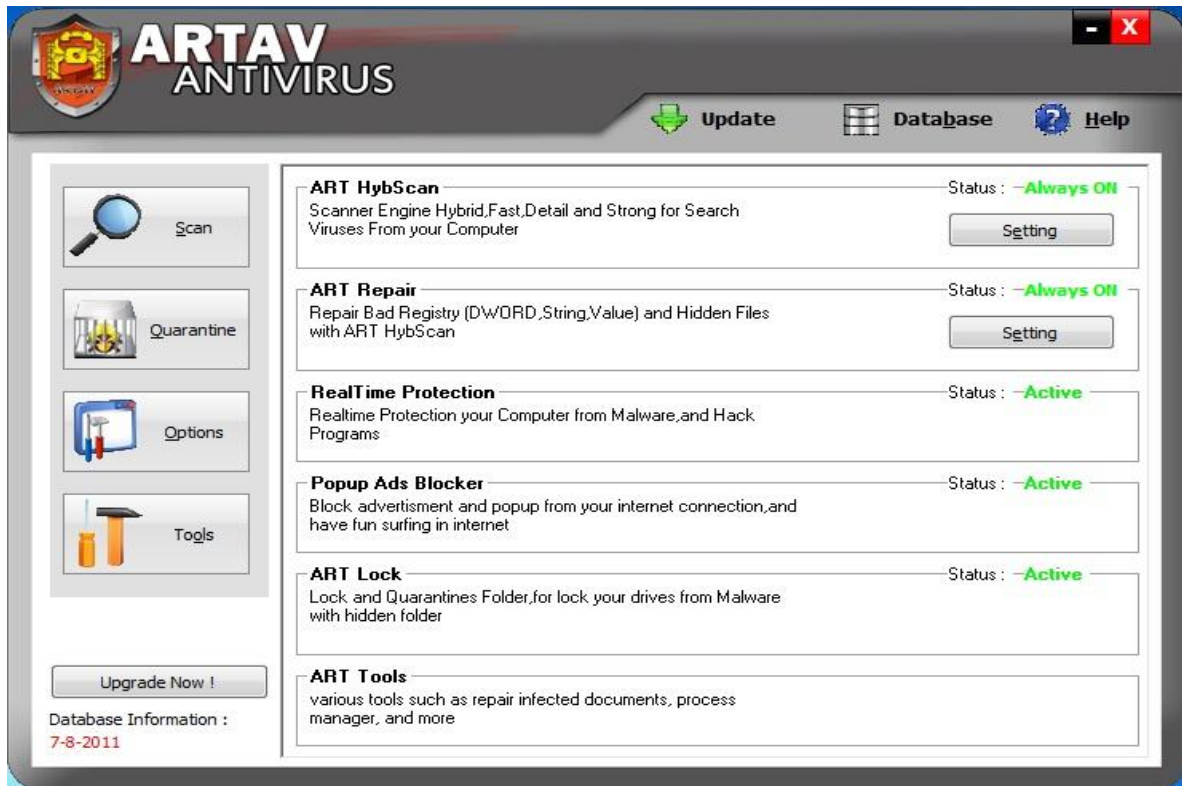 ARTAV
ANTIVIRUS
- X
Update Database Help
Scan
Quarantine
Options
Tools
Upgrade Now !
Database Information :
7-8-2011
ART HybScan Status : Always ON
Scanner Engine Hybrid,Fast,Detail and Strong for Search
Viruses From your Computer
Setting
ART Repair Status : Always ON
Repair Bad Registry (DWORD,String,Value) and Hidden Files
with ART HybScan
Setting
RealTime Protection Status : Active
Realtime Protection your Computer from Malware,and Hack
Programs
Popup Ads Blocker Status : Active
Block advertisment and popup from your internet connection,and
have fun surfing in internet
ART Lock Status : Active
Lock and Quarantines Folder,for lock your drives from Malware
with hidden folder
ART Tools
various tools such as repair infected documents, process
manager, and more